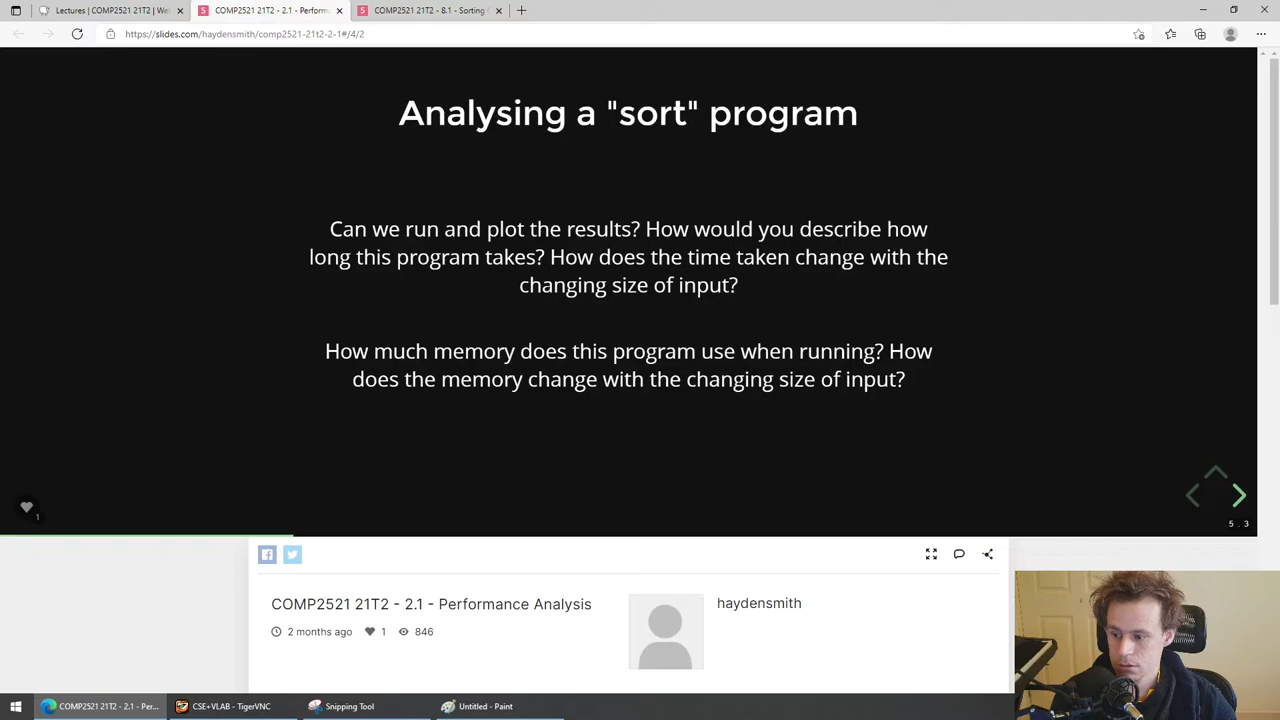 Lectures | COMP2521 21T2 | We
COMP2521 21T2 - 2.1 - Performa
COMP2521 21T2 - 8.1 - Sorting
https://slides.com/haydensmith/comp2521-21t2-2-1#/4/2
Analysing a "sort" program
Can we run and plot the results? How would you describe how
long this program takes? How does the time taken change with the
changing size of input?
How much memory does this program use when running? How
does the memory change with the changing size of input?
1
5.3
COMP2521 21T2 - 2.1 - Performance Analysis
haydensmith
2 months ago 1 846
COMP2521 21T2 - 2.1 - Per...
CSE+VLAB - TigerVNC
Snipping Tool
Untitled - Paint